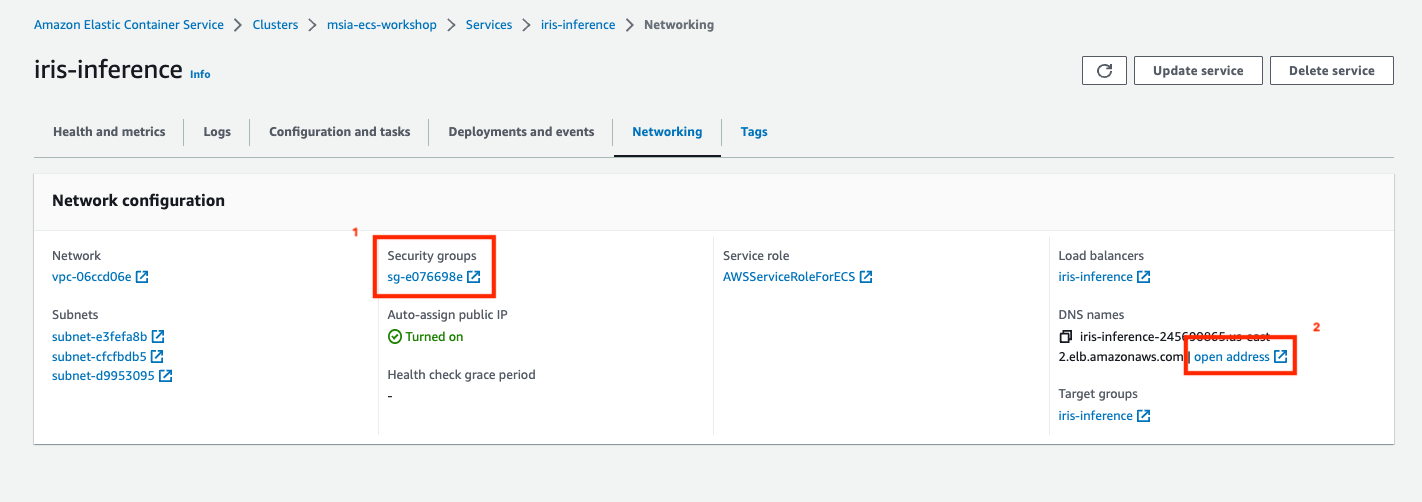 Amazon Elastic Container Service > Clusters > msia-ecs-workshop > Services > iris-inference > Networking
iris-inference Info
Update service Delete service
Health and metrics Logs Configuration and tasks Deployments and events Networking Tags
Network configuration
1
Network
vpc-06ccd06e
Subnets
subnet-e3fefa8b
subnet-cfcfbdb5
subnet-d9953095
Security groups
sg-e076698e
Auto-assign public IP
Turned on
Health check grace period
-
Service role
AWSServiceRoleForECS
Load balancers
iris-inference
DNS names
2
iris-inference-245690865.us-east-
2.elb.amazonaws.com | open address
Target groups
iris-inference